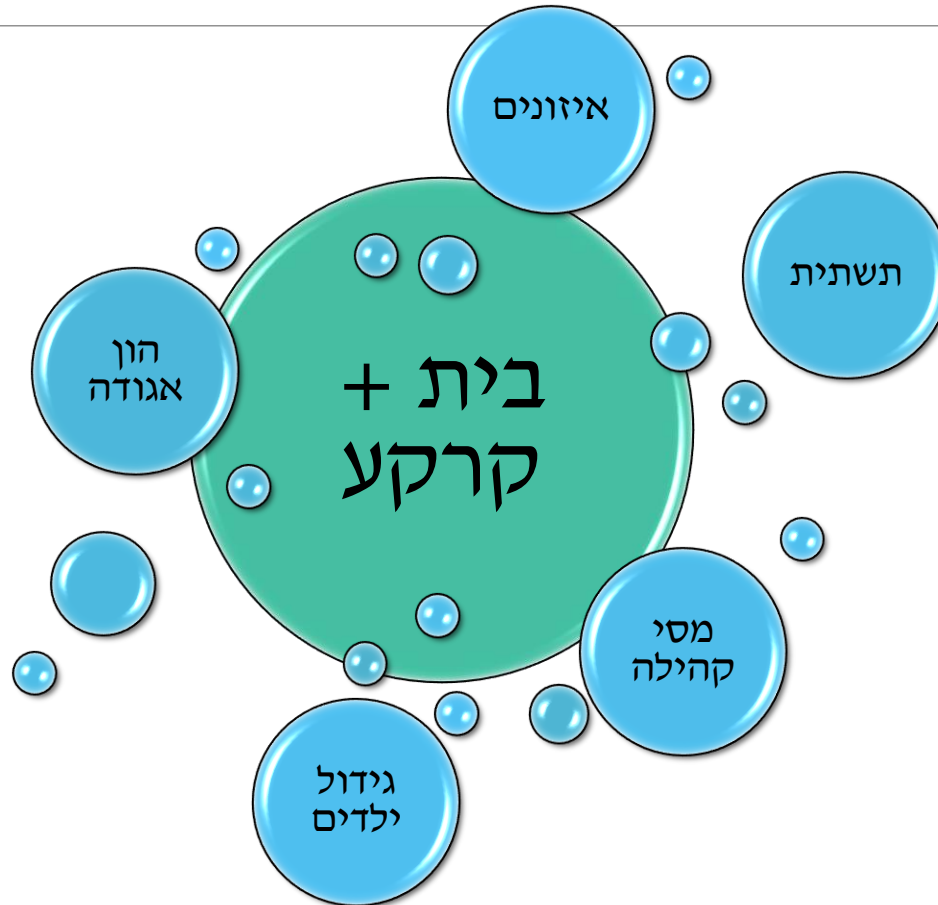 איזונים
תשתית
הון
אגודה
בית +
קרקע
מסי
קהילה
גידול
ילדים